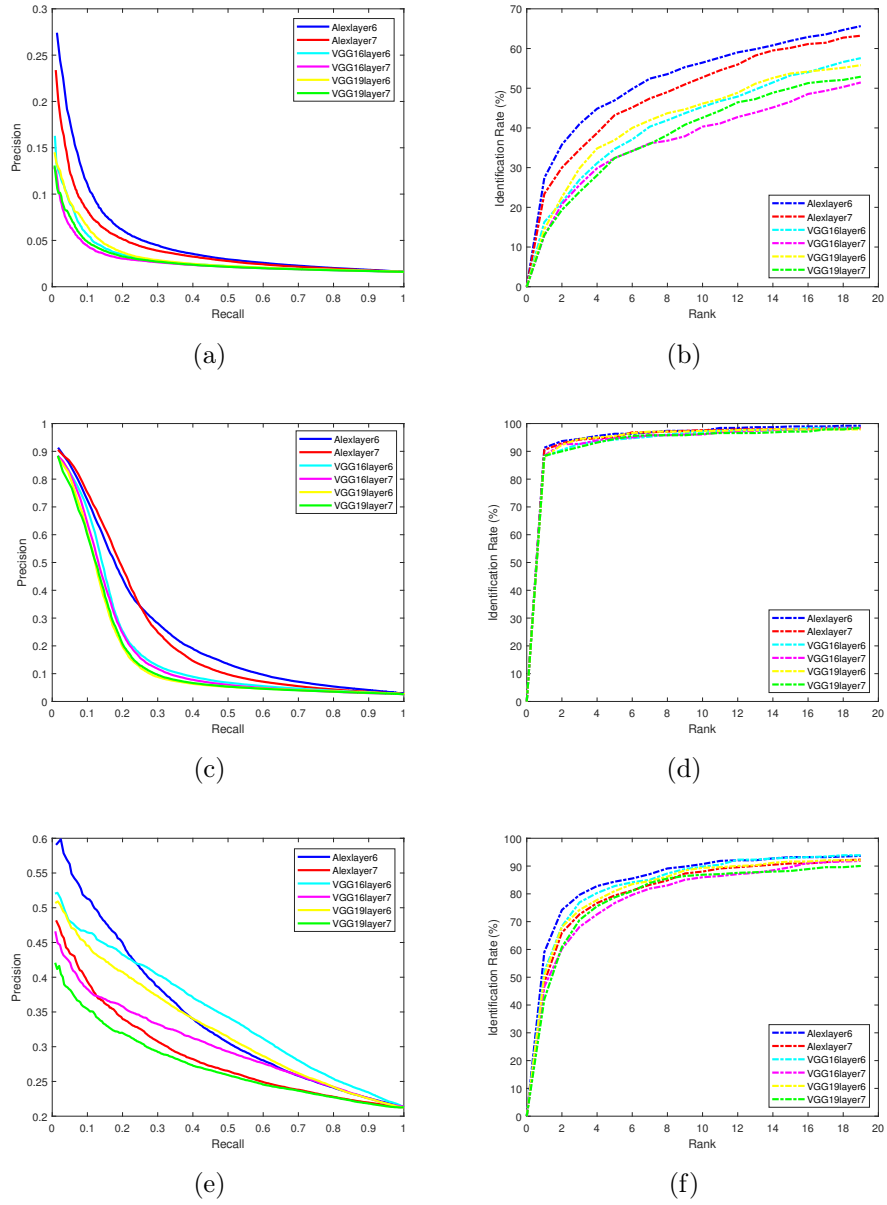 0.3
0.25
0.2
0.15
0.1
0.05
0
Precision
0 0.1 0.2 0.3 0.4 0.5 0.6 0.7 0.8 0.9 1
Recall
Alexlayer6
Alexlayer7
VGG16layer6
VGG16layer7
VGG19layer6
VGG19layer7
(a)
70
60
50
40
30
20
10
0
Identification Rate (%)
0 2 4 6 8 10 12 14 16 18 20
Rank
Alexlayer6
Alexlayer7
VGG16layer6
VGG16layer7
VGG19layer6
VGG19layer7
(b)
1
0.9
0.8
0.7
0.6
0.5
0.4
0.3
0.2
0.1
0
Precision
0 0.1 0.2 0.3 0.4 0.5 0.6 0.7 0.8 0.9 1
Recall
Alexlayer6
Alexlayer7
VGG16layer6
VGG16layer7
VGG19layer6
VGG19layer7
(c)
100
90
80
70
60
50
40
30
20
10
0
Identification Rate (%)
0 2 4 6 8 10 12 14 16 18 20
Rank
Alexlayer6
Alexlayer7
VGG16layer6
VGG16layer7
VGG19layer6
VGG19layer7
(d)
0.6
0.55
0.5
0.45
0.4
0.35
0.3
0.25
0.2
Precision
0 0.1 0.2 0.3 0.4 0.5 0.6 0.7 0.8 0.9 1
Recall
Alexlayer6
Alexlayer7
VGG16layer6
VGG16layer7
VGG19layer6
VGG19layer7
(e)
100
90
80
70
60
50
40
30
20
10
0
Identification Rate (%)
0 2 4 6 8 10 12 14 16 18 20
Rank
Alexlayer6
Alexlayer7
VGG16layer6
VGG16layer7
VGG19layer6
VGG19layer7
(f)